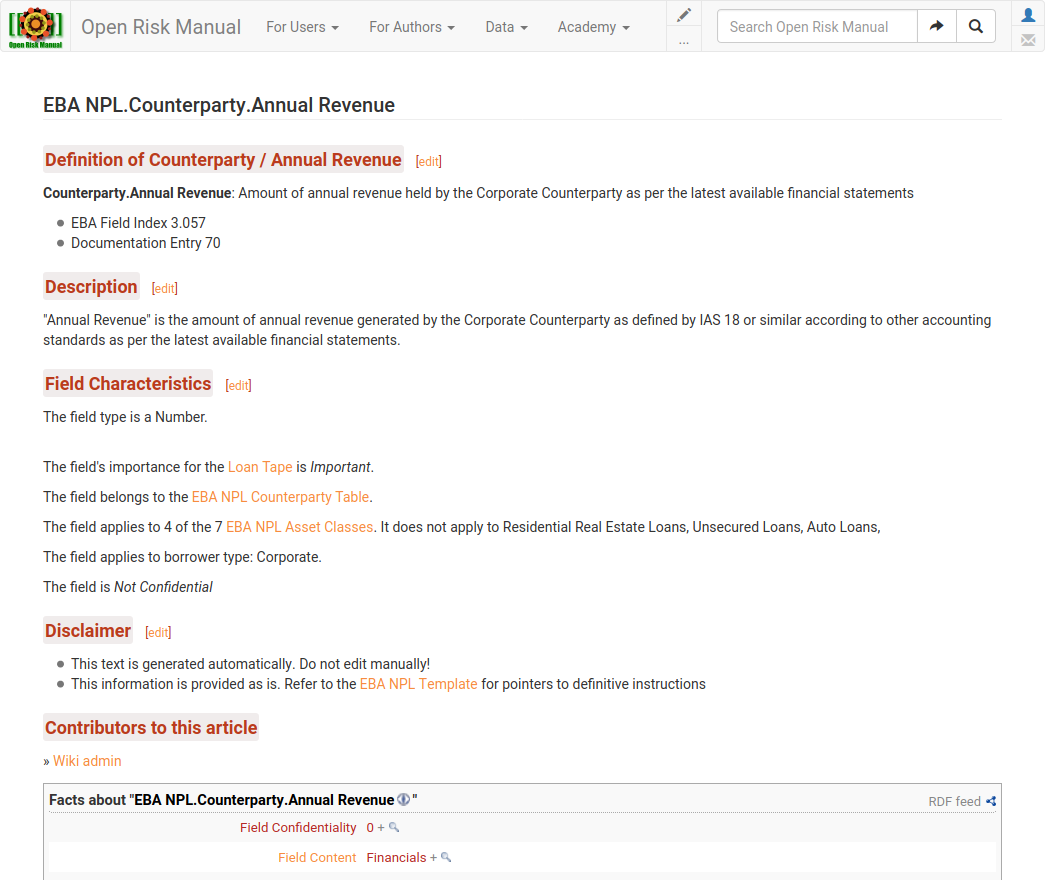 Open Risk Manual
Open Risk Manual For Users For Authors Data Academy ... Search Open Risk Manual
EBA NPL.Counterparty.Annual Revenue
Definition of Counterparty / Annual Revenue [edit]
Counterparty.Annual Revenue: Amount of annual revenue held by the Corporate Counterparty as per the latest available financial statements
EBA Field Index 3.057
Documentation Entry 70
Description [edit]
"Annual Revenue" is the amount of annual revenue generated by the Corporate Counterparty as defined by IAS 18 or similar according to other accounting
standards as per the latest available financial statements.
Field Characteristics [edit]
The field type is a Number.
The field's importance for the Loan Tape is Important.
The field belongs to the EBA NPL Counterparty Table.
The field applies to 4 of the 7 EBA NPL Asset Classes. It does not apply to Residential Real Estate Loans, Unsecured Loans, Auto Loans,
The field applies to borrower type: Corporate.
The field is Not Confidential
Disclaimer [edit]
This text is generated automatically. Do not edit manually!
This information is provided as is. Refer to the EBA NPL Template for pointers to definitive instructions
Contributors to this article
» Wiki admin
Facts about "EBA NPL.Counterparty.Annual Revenue" RDF feed
Field Confidentiality 0 +
Field Content Financials +